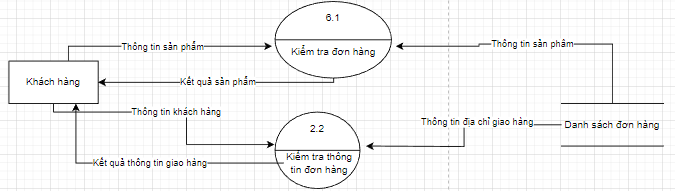 6.1
Kiểm tra đơn hàng
Thông tin sản phẩm
Thông tin sản phẩm
Khách hàng
Kết quả sản phẩm
Thông tin khách hàng
Thông tin địa chỉ giao hàng
Danh sách đơn hàng
2.2
Kiểm tra thông
tin đơn hàng
Kết quả thông tin giao hàng